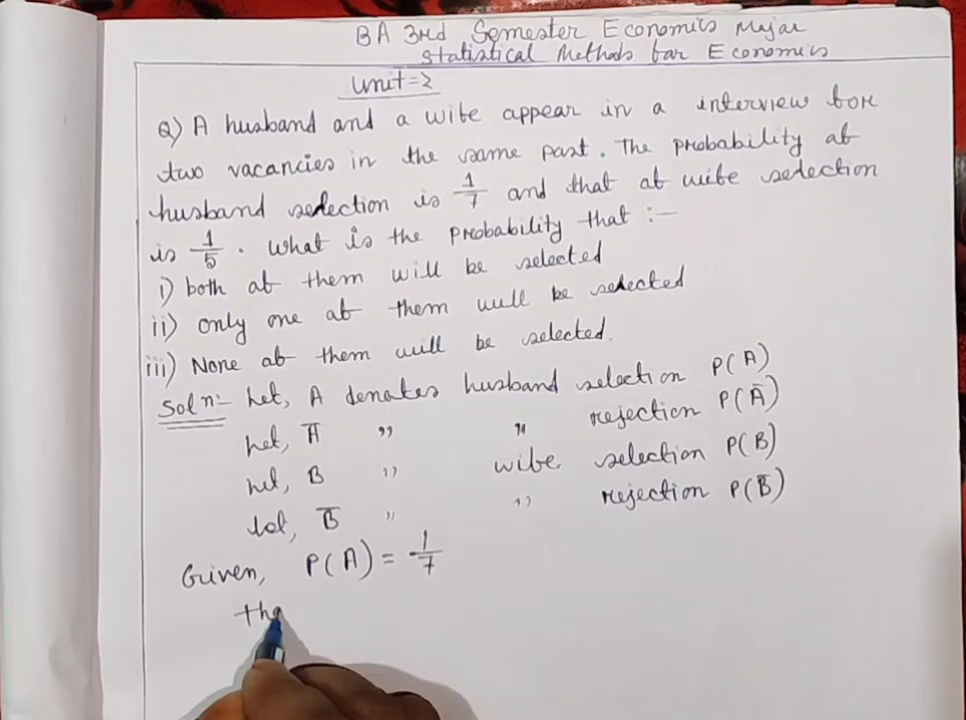 BA 3rd Semester Economics Major
Statistical Methods for Economics
Unit=2
Q) A husband and a wife appear in a interview for
two vacancies in the same post. The probability of
husband selection is 1/7 and that of wife selection
is 1/5. What is the probability that :-
i) both of them will be selected
ii) only one of them will be selected
iii) None of them will be selected.
Soln:- Let, A denotes husband selection P(A)
Let, Ā ,, ,, rejection P(Ā)
Let, B ,, wife selection P(B)
Let, B̄ ,, ,, rejection P(B̄)
Given, P(A) = 1/7
the